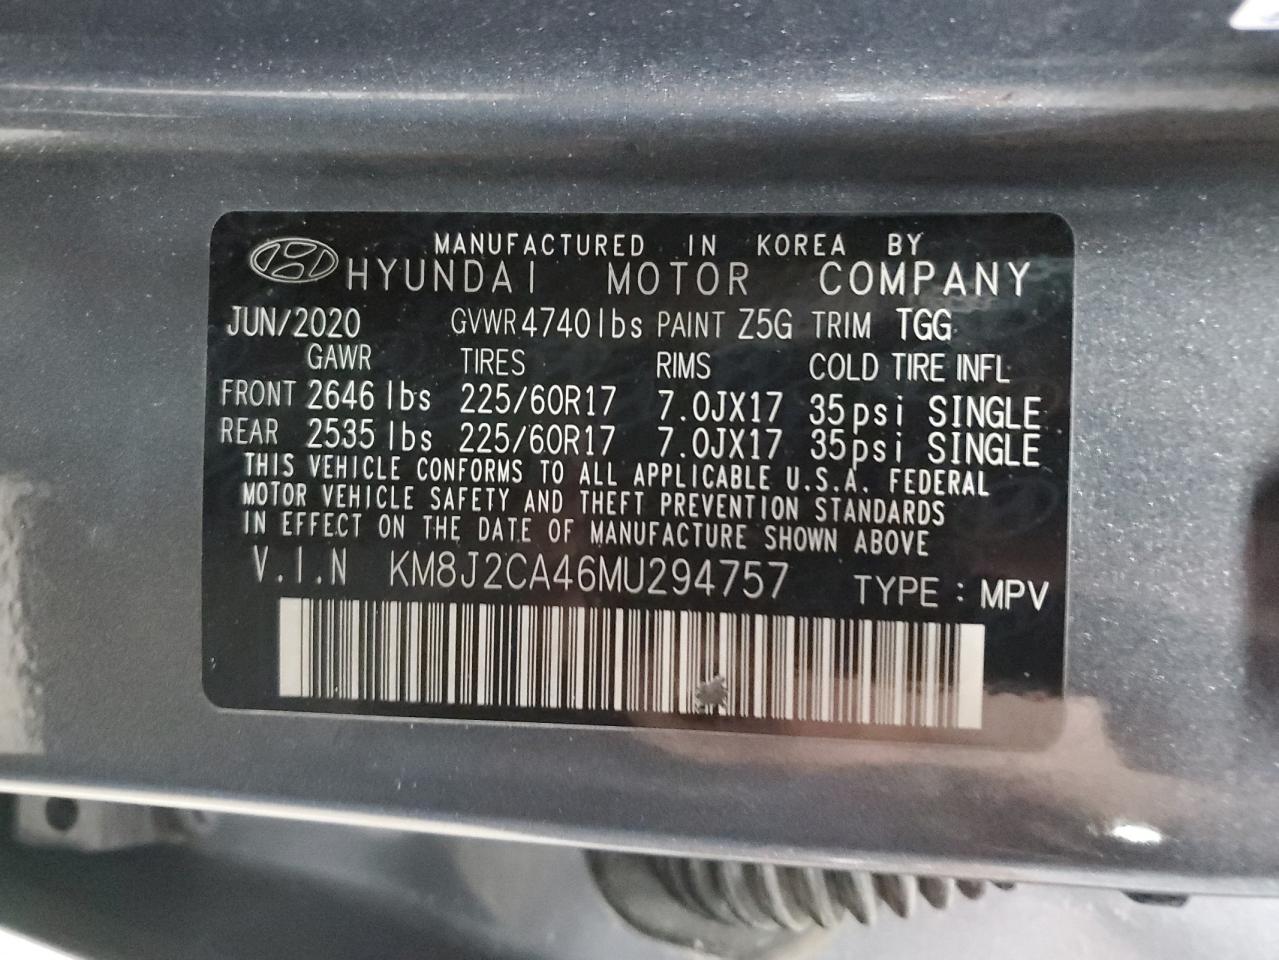 MANUFACTURED IN KOREA BY
HYUNDAI MOTOR COMPANY
JUN/2020 GVWR 4740 lbs PAINT Z5G TRIM TGG
GAWR TIRES RIMS COLD TIRE INFL
FRONT 2646 lbs 225/60R17 7.0JX17 35psi SINGLE
REAR 2535 lbs 225/60R17 7.0JX17 35psi SINGLE
THIS VEHICLE CONFORMS TO ALL APPLICABLE U.S.A. FEDERAL
MOTOR VEHICLE SAFETY AND THEFT PREVENTION STANDARDS
IN EFFECT ON THE DATE OF MANUFACTURE SHOWN ABOVE
V.I.N KM8J2CA46MU294757 TYPE : MPV